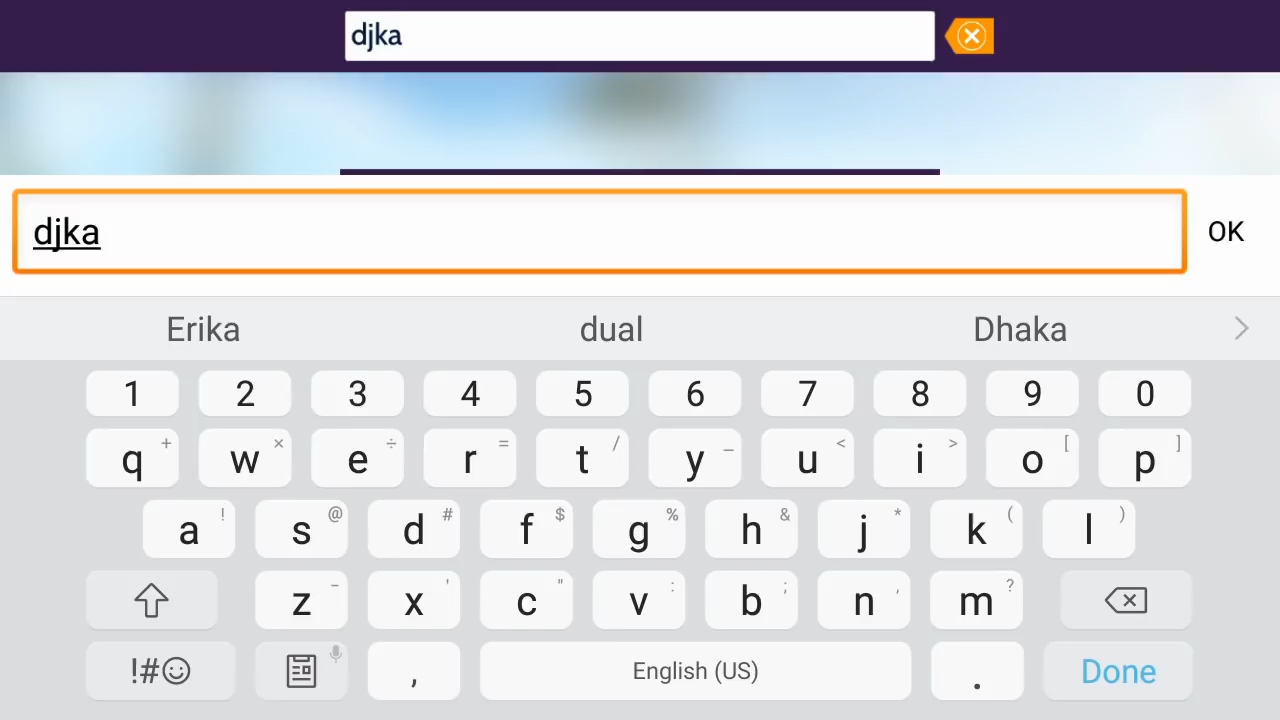 djka
djka
OK
Erika dual Dhaka
1 2 3 4 5 6 7 8 9 0
q + w × e ÷ r = t / y _ u < i > o [ p ]
a ! s @ d # f $ g % h & j * k ( l )
z - x ' c " v : b ; n , m ?
!#☺ , English (US) . Done